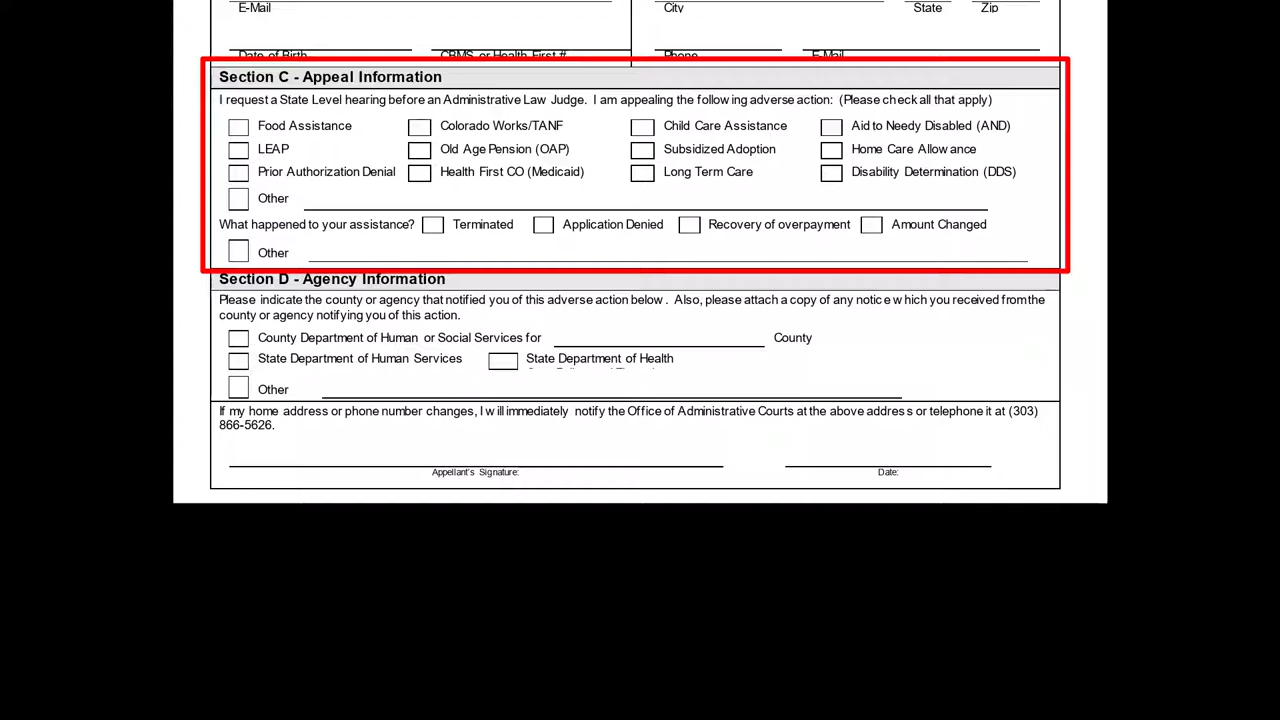 E-Mail City State Zip
Date of Birth CBMS or Health First # Phone E-Mail
Section C - Appeal Information
I request a State Level hearing before an Administrative Law Judge. I am appealing the following adverse action: (Please check all that apply)
Food Assistance Colorado Works/TANF Child Care Assistance Aid to Needy Disabled (AND)
LEAP Old Age Pension (OAP) Subsidized Adoption Home Care Allowance
Prior Authorization Denial Health First CO (Medicaid) Long Term Care Disability Determination (DDS)
Other
What happened to your assistance? Terminated Application Denied Recovery of overpayment Amount Changed
Other
Section D - Agency Information
Please indicate the county or agency that notified you of this adverse action below. Also, please attach a copy of any notice which you received from the
county or agency notifying you of this action.
County Department of Human or Social Services for County
State Department of Human Services State Department of Health
Other
If my home address or phone number changes, I will immediately notify the Office of Administrative Courts at the above address or telephone it at (303)
866-5626.
Appellant's Signature: Date: